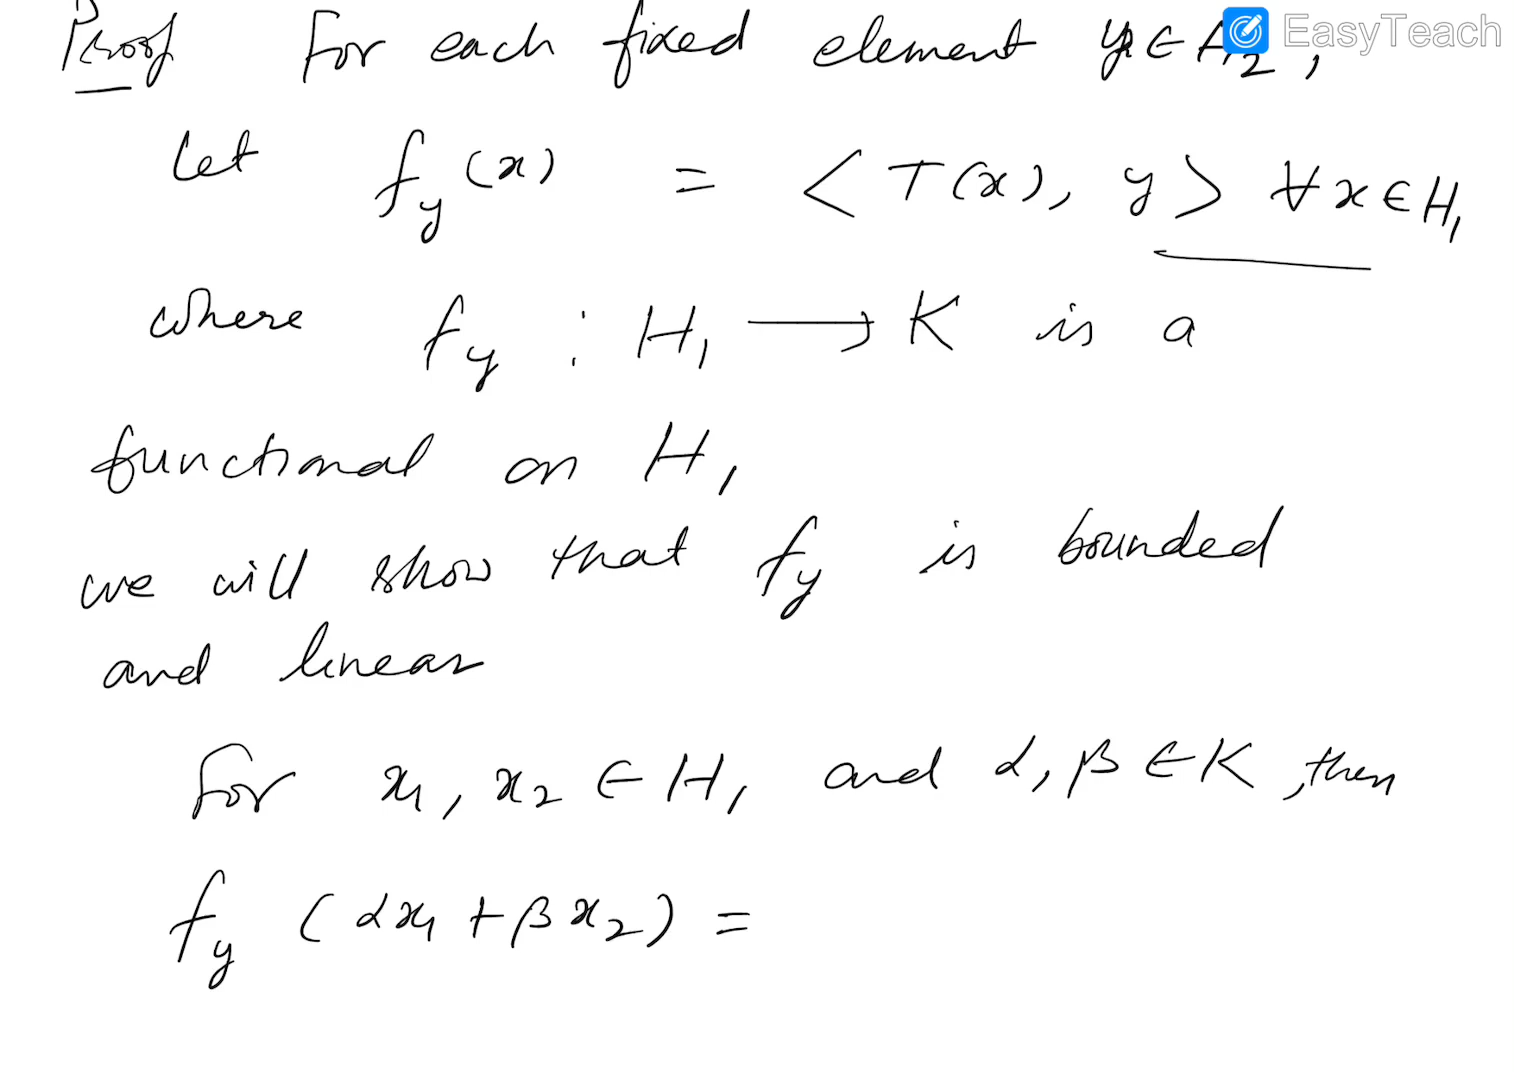 Proof For each fixed element y ∈ H₂,
EasyTeach
Let f_y(x) = < T(x), y > ∀ x ∈ H₁
where f_y : H₁ → K is a
functional on H₁
we will show that f_y is bounded
and linear
For x₁, x₂ ∈ H₁ and α, β ∈ K, then
f_y (αx₁ + βx₂) =